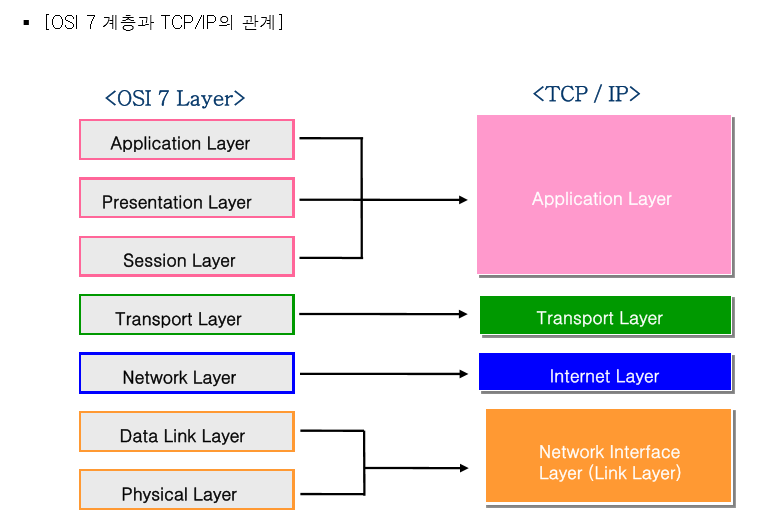 ▪ [OSI 7 계층과 TCP/IP의 관계]
<OSI 7 Layer>
Application Layer
Presentation Layer
Session Layer
Transport Layer
Network Layer
Data Link Layer
Physical Layer
<TCP / IP>
Application Layer
Transport Layer
Internet Layer
Network Interface
Layer (Link Layer)